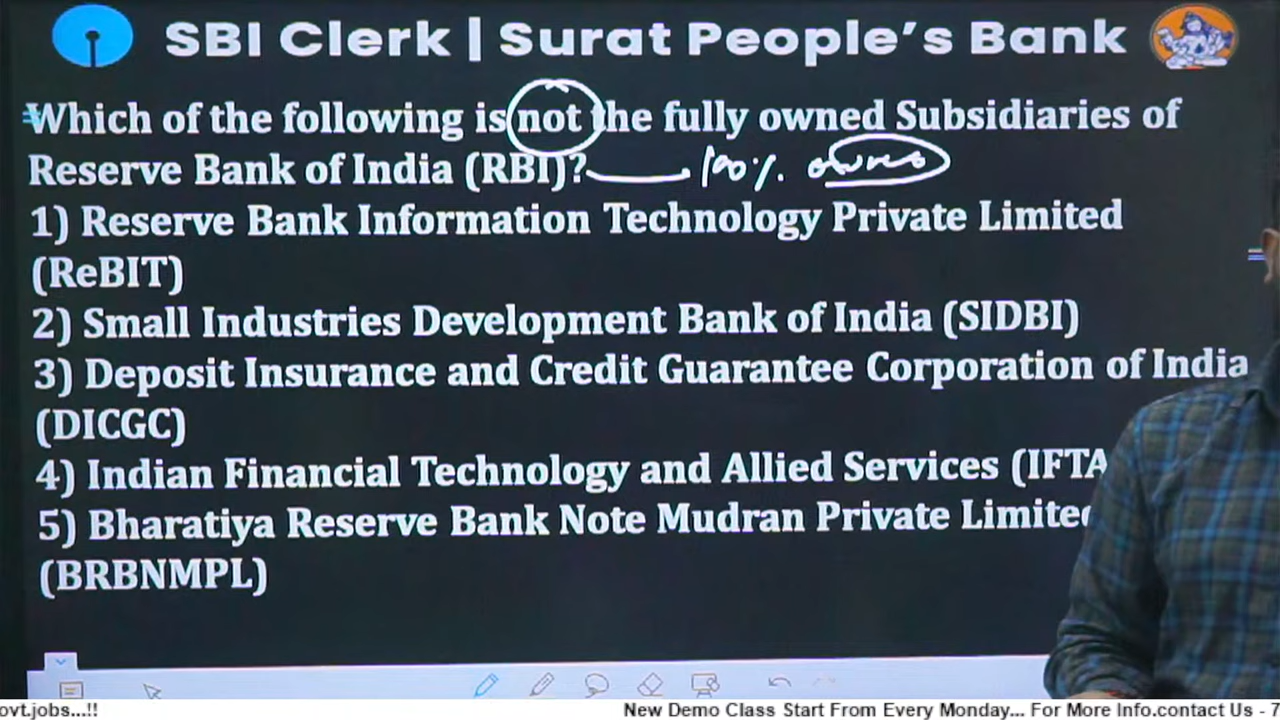 SBI Clerk | Surat People's Bank
Which of the following is not the fully owned Subsidiaries of
Reserve Bank of India (RBI)? 100%. owned
1) Reserve Bank Information Technology Private Limited
(ReBIT)
2) Small Industries Development Bank of India (SIDBI)
3) Deposit Insurance and Credit Guarantee Corporation of India
(DICGC)
4) Indian Financial Technology and Allied Services (IFTA
5) Bharatiya Reserve Bank Note Mudran Private Limited
(BRBNMPL)
ovt.jobs...!! New Demo Class Start From Every Monday... For More Info.contact Us - 7